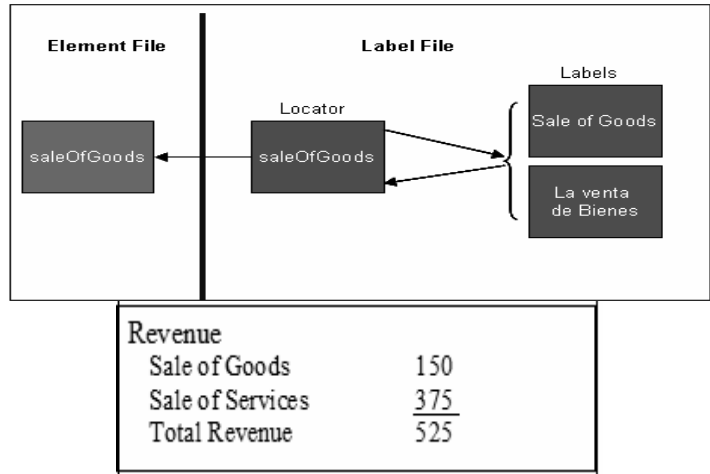 Element File
Label File
Labels
Locator
Sale of Goods
saleOfGoods
saleOfGoods
La venta
de Bienes
Revenue
Sale of Goods 150
Sale of Services 375
Total Revenue 525